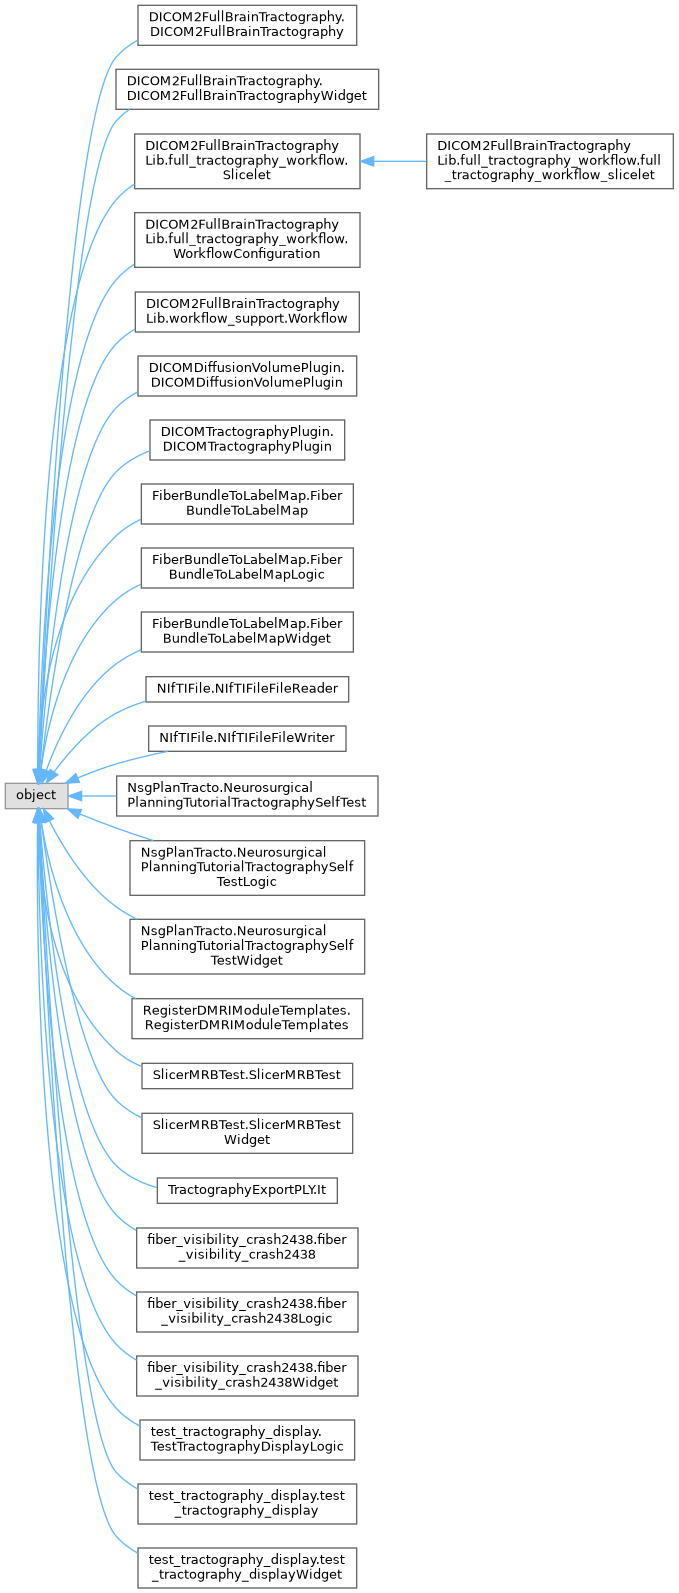 DICOM2FullBrainTractography.
DICOM2FullBrainTractography
DICOM2FullBrainTractography.
DICOM2FullBrainTractographyWidget
DICOM2FullBrainTractography
Lib.full_tractography_workflow.
Slicelet
DICOM2FullBrainTractography
Lib.full_tractography_workflow.full
_tractography_workflow_slicelet
DICOM2FullBrainTractography
Lib.full_tractography_workflow.
WorkflowConfiguration
DICOM2FullBrainTractography
Lib.workflow_support.Workflow
DICOMDiffusionVolumePlugin.
DICOMDiffusionVolumePlugin
DICOMTractographyPlugin.
DICOMTractographyPlugin
FiberBundleToLabelMap.Fiber
BundleToLabelMap
FiberBundleToLabelMap.Fiber
BundleToLabelMapLogic
FiberBundleToLabelMap.Fiber
BundleToLabelMapWidget
NIfTIFile.NIfTIFileFileReader
NIfTIFile.NIfTIFileFileWriter
object
NsgPlanTracto.Neurosurgical
PlanningTutorialTractographySelfTest
NsgPlanTracto.Neurosurgical
PlanningTutorialTractographySelf
TestLogic
NsgPlanTracto.Neurosurgical
PlanningTutorialTractographySelf
TestWidget
RegisterDMRIModuleTemplates.
RegisterDMRIModuleTemplates
SlicerMRBTest.SlicerMRBTest
SlicerMRBTest.SlicerMRBTest
Widget
TractographyExportPLY.It
fiber_visibility_crash2438.fiber
_visibility_crash2438
fiber_visibility_crash2438.fiber
_visibility_crash2438Logic
fiber_visibility_crash2438.fiber
_visibility_crash2438Widget
test_tractography_display.
TestTractographyDisplayLogic
test_tractography_display.test
_tractography_display
test_tractography_display.test
_tractography_displayWidget